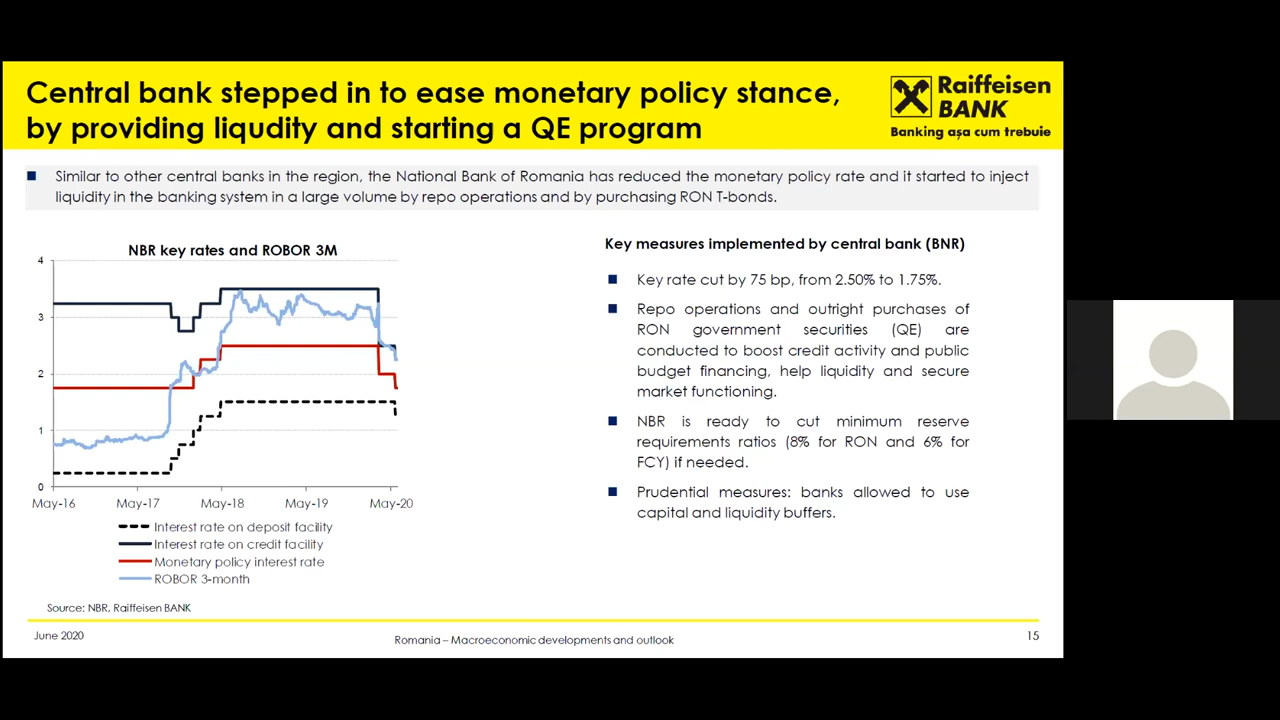 Central bank stepped in to ease monetary policy stance,
by providing liqudity and starting a QE program
Raiffeisen
BANK
Banking așa cum trebuie
Similar to other central banks in the region, the National Bank of Romania has reduced the monetary policy rate and it started to inject
liquidity in the banking system in a large volume by repo operations and by purchasing RON T-bonds.
NBR key rates and ROBOR 3M
4
3
2
1
0
May-16 May-17 May-18 May-19 May-20
Interest rate on deposit facility
Interest rate on credit facility
Monetary policy interest rate
ROBOR 3-month
Source: NBR, Raiffeisen BANK
Key measures implemented by central bank (BNR)
Key rate cut by 75 bp, from 2.50% to 1.75%.
Repo operations and outright purchases of
RON government securities (QE) are
conducted to boost credit activity and public
budget financing, help liquidity and secure
market functioning.
NBR is ready to cut minimum reserve
requirements ratios (8% for RON and 6% for
FCY) if needed.
Prudential measures: banks allowed to use
capital and liquidity buffers.
June 2020
Romania – Macroeconomic developments and outlook
15